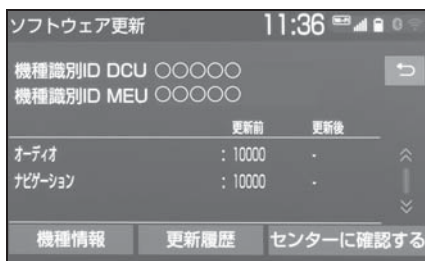 ソフトウェア更新 11:36
機種識別ID DCU ○○○○○
機種識別ID MEU ○○○○○
更新前 更新後
オーディオ : 10000 -
ナビゲーション : 10000 -
機種情報 更新履歴 センターに確認する